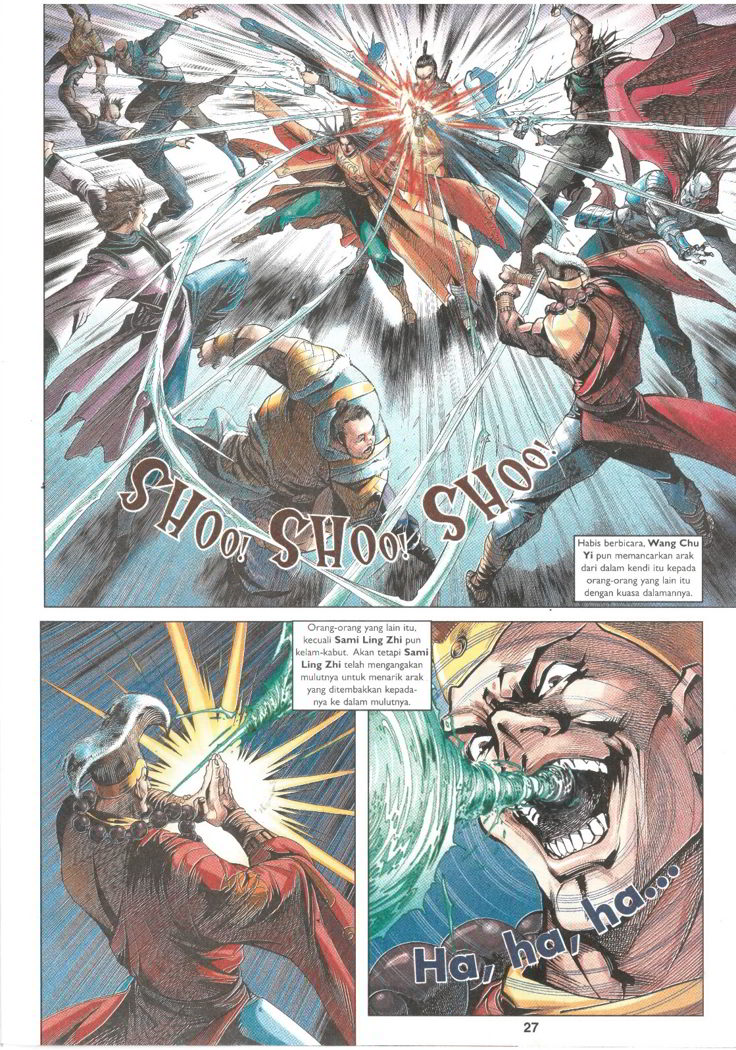 SHOO! SHOO! SHOO!
Habis berbicara, Wang Chu
Yi pun memancarkan arak
dari dalam kendi itu kepada
orang-orang yang lain itu
dengan kuasa dalamannya.
Orang-orang yang lain itu,
kecuali Sami Ling Zhi pun
kelam-kabut. Akan tetapi Sami
Ling Zhi telah mengangakan
mulutnya untuk menarik arak
yang ditembakkan kepada-
nya ke dalam mulutnya.
Ha, ha, ha...
27